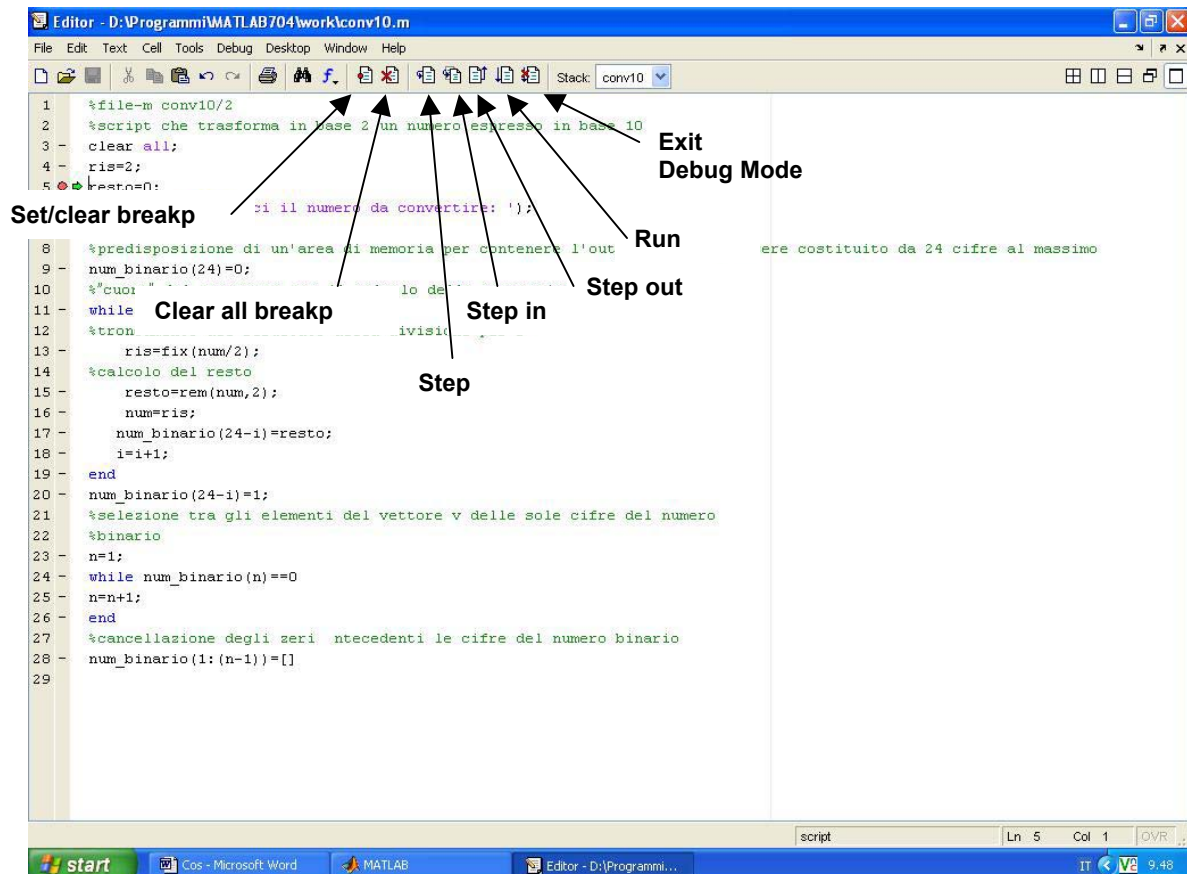 Editor - D:\Programmi\MATLAB704\work\conv10.m
File Edit Text Cell Tools Debug Desktop Window Help
Stack: conv10
1 %file-m conv10/2
2 %script che trasforma in base 2 un numero espresso in base 10
3 - clear all;
4 - ris=2;
5 resto=0;
ci il numero da convertire: ');
8 %predisposizione di un'area di memoria per contenere l'out ere costituito da 24 cifre al massimo
9 - num_binario(24)=0;
10 %"cuor lo de
11 - while
12 %tron ivisi
13 - ris=fix(num/2);
14 %calcolo del resto
15 - resto=rem(num,2);
16 - num=ris;
17 - num_binario(24-i)=resto;
18 - i=i+1;
19 - end
20 - num_binario(24-i)=1;
21 %selezione tra gli elementi del vettore v delle sole cifre del numero
22 %binario
23 - n=1;
24 - while num_binario(n)==0
25 - n=n+1;
26 - end
27 %cancellazione degli zeri ntecedenti le cifre del numero binario
28 - num_binario(1:(n-1))=[]
29
Exit
Debug Mode
Set/clear breakp
Run
Step out
Clear all breakp
Step in
Step
script Ln 5 Col 1 OVR
start Cos - Microsoft Word MATLAB Editor - D:\Programmi... IT 9.48